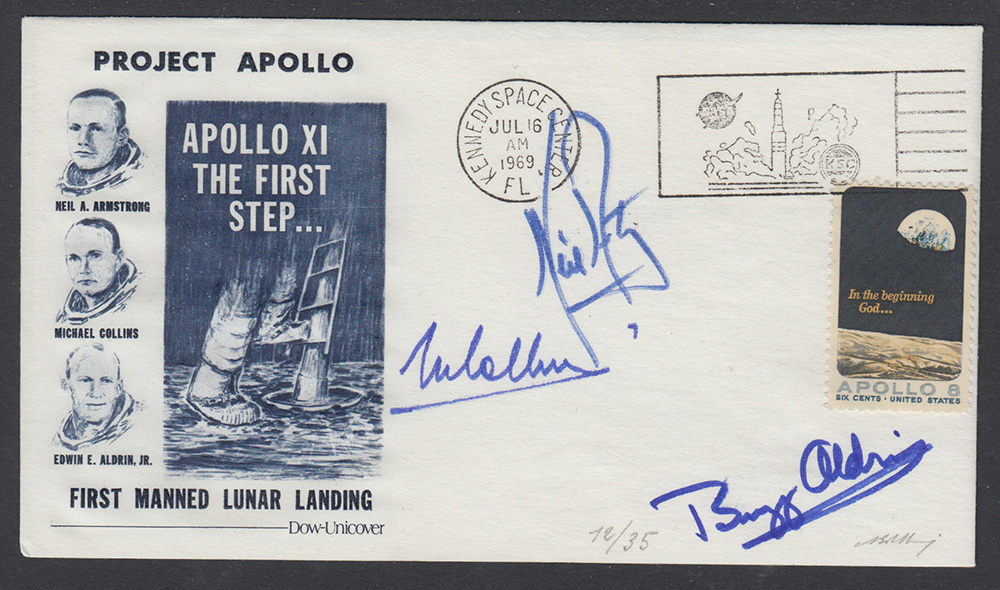 PROJECT APOLLO
NEIL A. ARMSTRONG
MICHAEL COLLINS
EDWIN E. ALDRIN, JR.
APOLLO XI
THE FIRST
STEP...
FIRST MANNED LUNAR LANDING
Dow-Unicover
KENNEDY SPACE CENTER,
JUL 16
AM
1969
FL
KSC
In the beginning
God...
APOLLO 8
SIX CENTS · UNITED STATES
Neil
MCollins
Buzz Aldrin
12/35